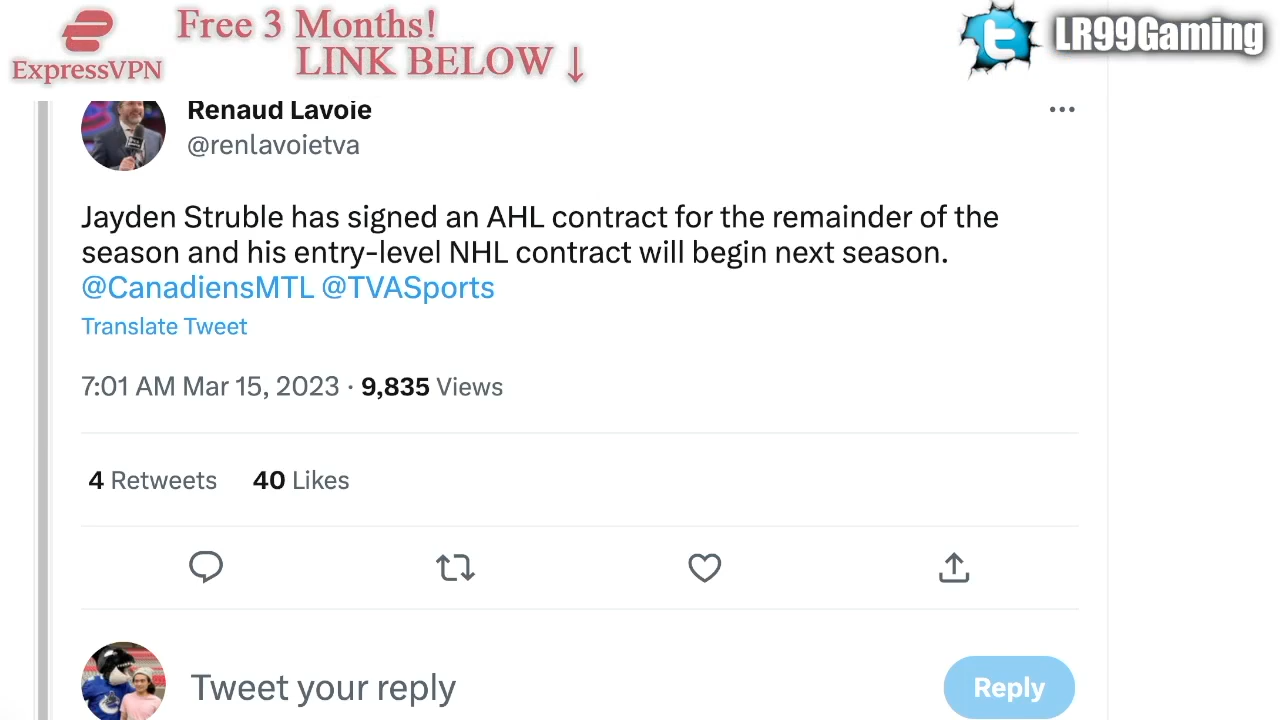 Free 3 Months!
LINK BELOW ↓
ExpressVPN
LR99Gaming
Renaud Lavoie
@renlavoietva
Jayden Struble has signed an AHL contract for the remainder of the
season and his entry-level NHL contract will begin next season.
@CanadiensMTL @TVASports
Translate Tweet
7:01 AM Mar 15, 2023 · 9,835 Views
4 Retweets 40 Likes
Tweet your reply
Reply